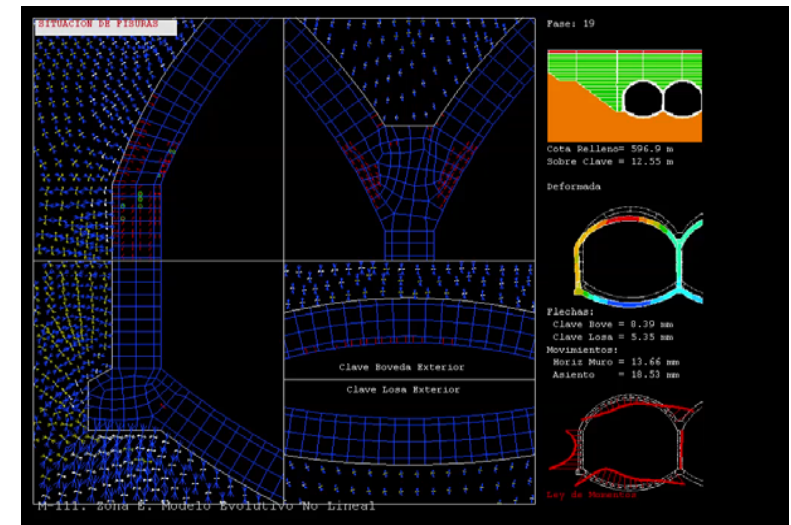 SITUACION DE FISURAS
Fase: 19
Cota Relleno= 596.9 m
Sobre Clave = 12.55 m
Deformada
Flechas:
Clave Bove = 8.39 mm
Clave Losa = 5.35 mm
Movimientos:
Horiz Muro = 13.66 mm
Asiento = 18.53 mm
Clave Boveda Exterior
Clave Losa Exterior
Ley de Momentos
M-111. Zona E. Modelo Evolutivo No Lineal